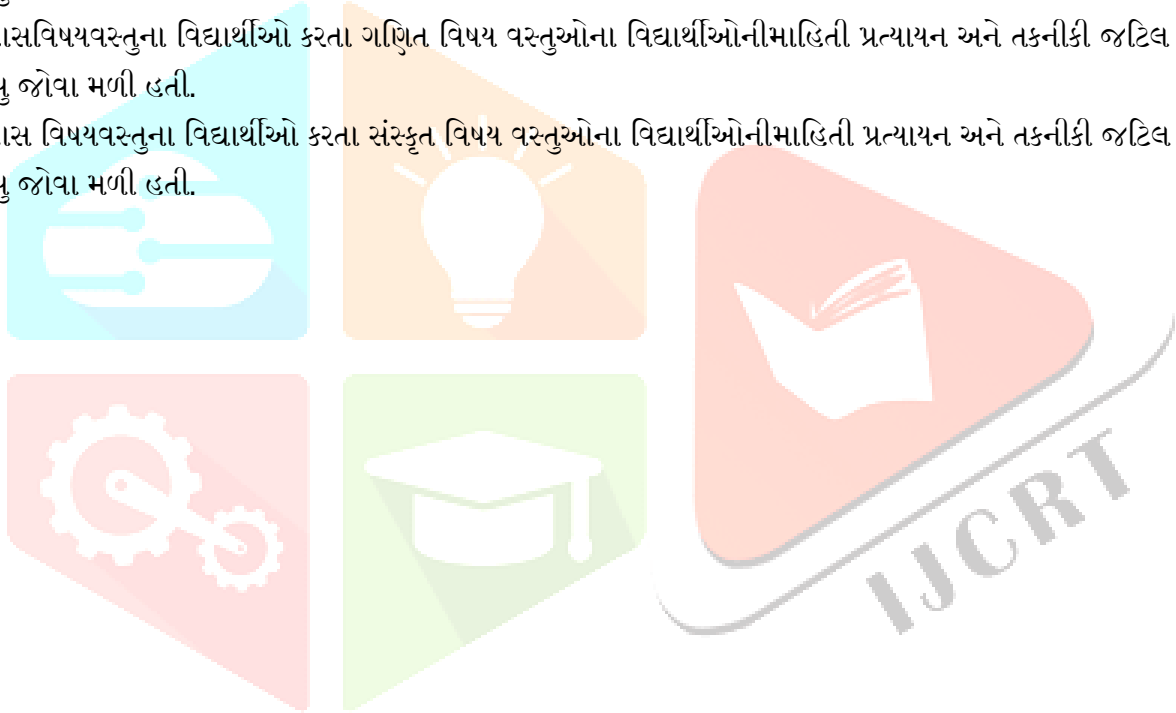 વિષયવસ્તુના વિદ્યાર્થીઓ કરતા ગણિત વિષય વસ્તુઓના વિદ્યાર્થીઓનીમાહિતી પ્રત્યાયન અને તકનીકી જટિલ
જોવા મળી હતી.
વિષયવસ્તુના વિદ્યાર્થીઓ કરતા સંસ્કૃત વિષય વસ્તુઓના વિદ્યાર્થીઓનીમાહિતી પ્રત્યાયન અને તકનીકી જટિલ
જોવા મળી હતી.
IJCRT